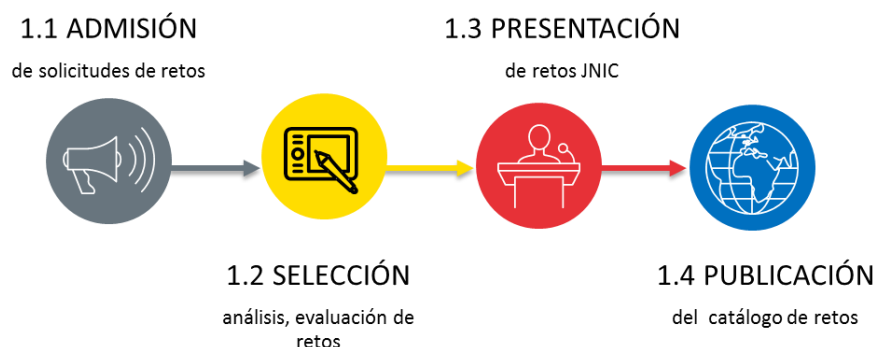 1.1 ADMISIÓN
de solicitudes de retos
1.2 SELECCIÓN
análisis, evaluación de
retos
1.3 PRESENTACIÓN
de retos JNIC
1.4 PUBLICACIÓN
del catálogo de retos